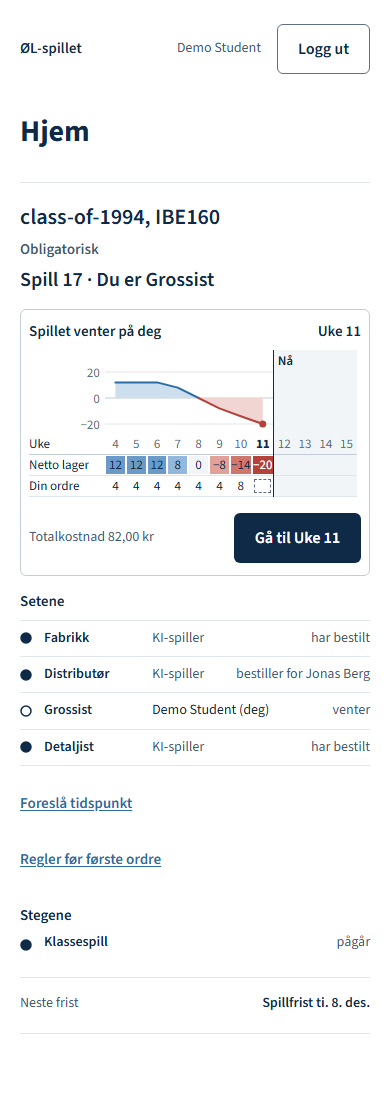 ØL-spillet Demo Student Logg ut
Hjem
class-of-1994, IBE160
Obligatorisk
Spill 17 · Du er Grossist
Spillet venter på deg Uke 11
Nå
20
0
−20
Uke 4 5 6 7 8 9 10 11 12 13 14 15
Netto lager 12 12 12 8 0 −8 −14 −20
Din ordre 4 4 4 4 4 4 8
Totalkostnad 82,00 kr Gå til Uke 11
Setene
Fabrikk KI-spiller har bestilt
Distributør KI-spiller bestiller for Jonas Berg
Grossist Demo Student (deg) venter
Detaljist KI-spiller har bestilt
Foreslå tidspunkt
Regler før første ordre
Stegene
Klassespill pågår
Neste frist Spillfrist ti. 8. des.